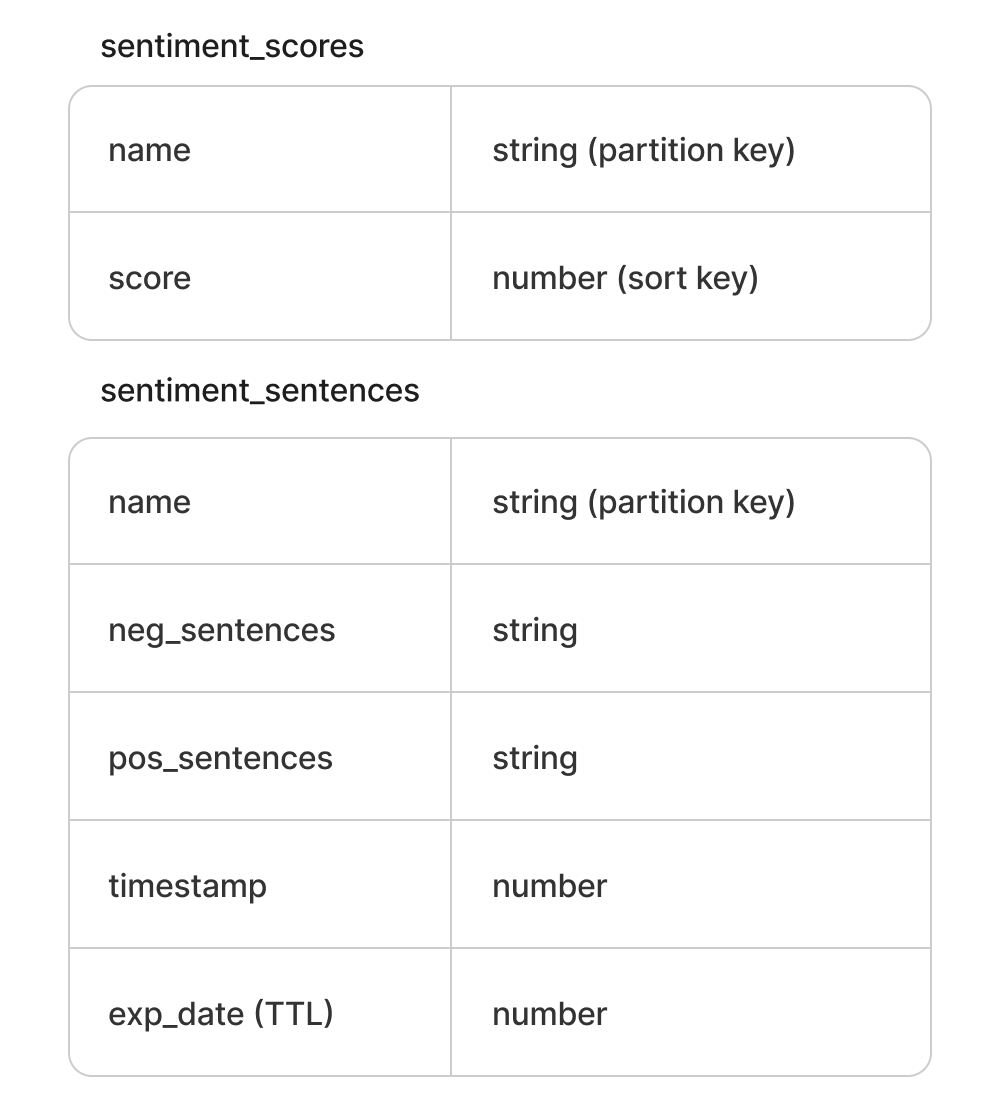 sentiment_scores
name string (partition key)
score number (sort key)
sentiment_sentences
name string (partition key)
neg_sentences string
pos_sentences string
timestamp number
exp_date (TTL) number